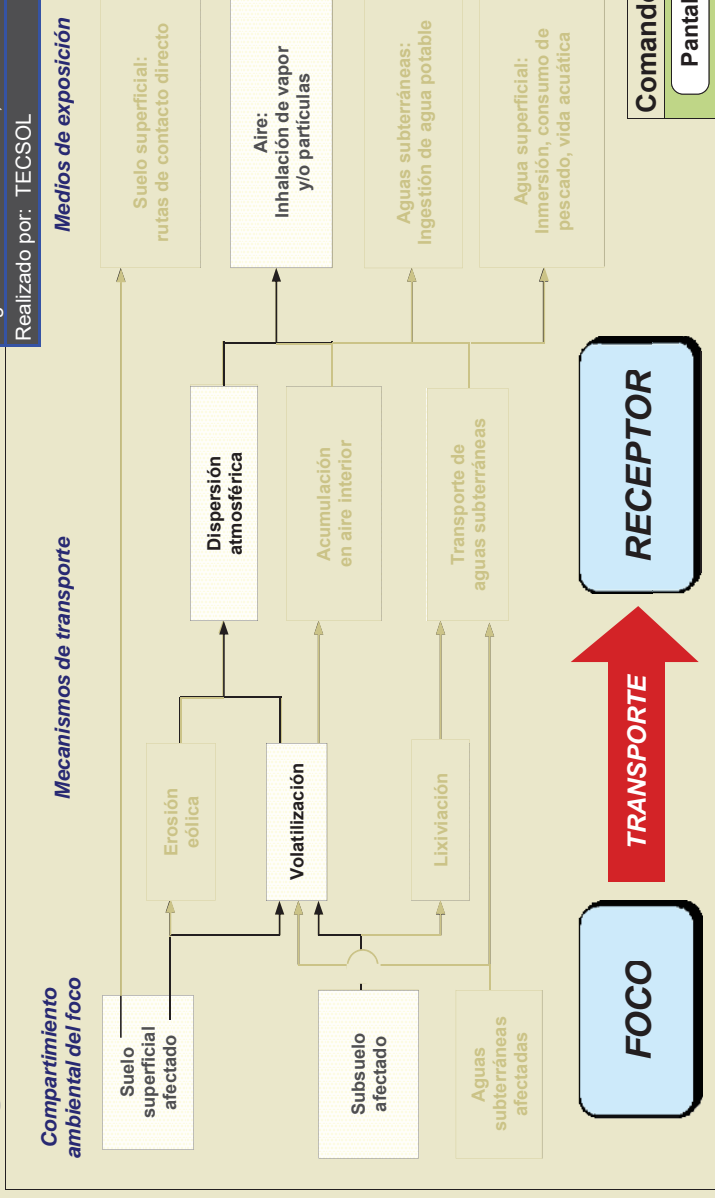 Realizado por: TECSOL
Compartimiento
ambiental del foco
Mecanismos de transporte
Medios de exposición
Suelo
superficial
afectado
Subsuelo
afectado
Aguas
subterráneas
afectadas
Erosión
eólica
Volatilización
Lixiviación
Dispersión
atmosférica
Acumulación
en aire interior
Transporte de
aguas subterráneas
Suelo superficial:
rutas de contacto directo
Aire:
Inhalación de vapor
y/o partículas
Aguas subterráneas:
Ingestión de agua potable
Agua superficial:
Inmersión, consumo de
pescado, vida acuática
FOCO
TRANSPORTE
RECEPTOR